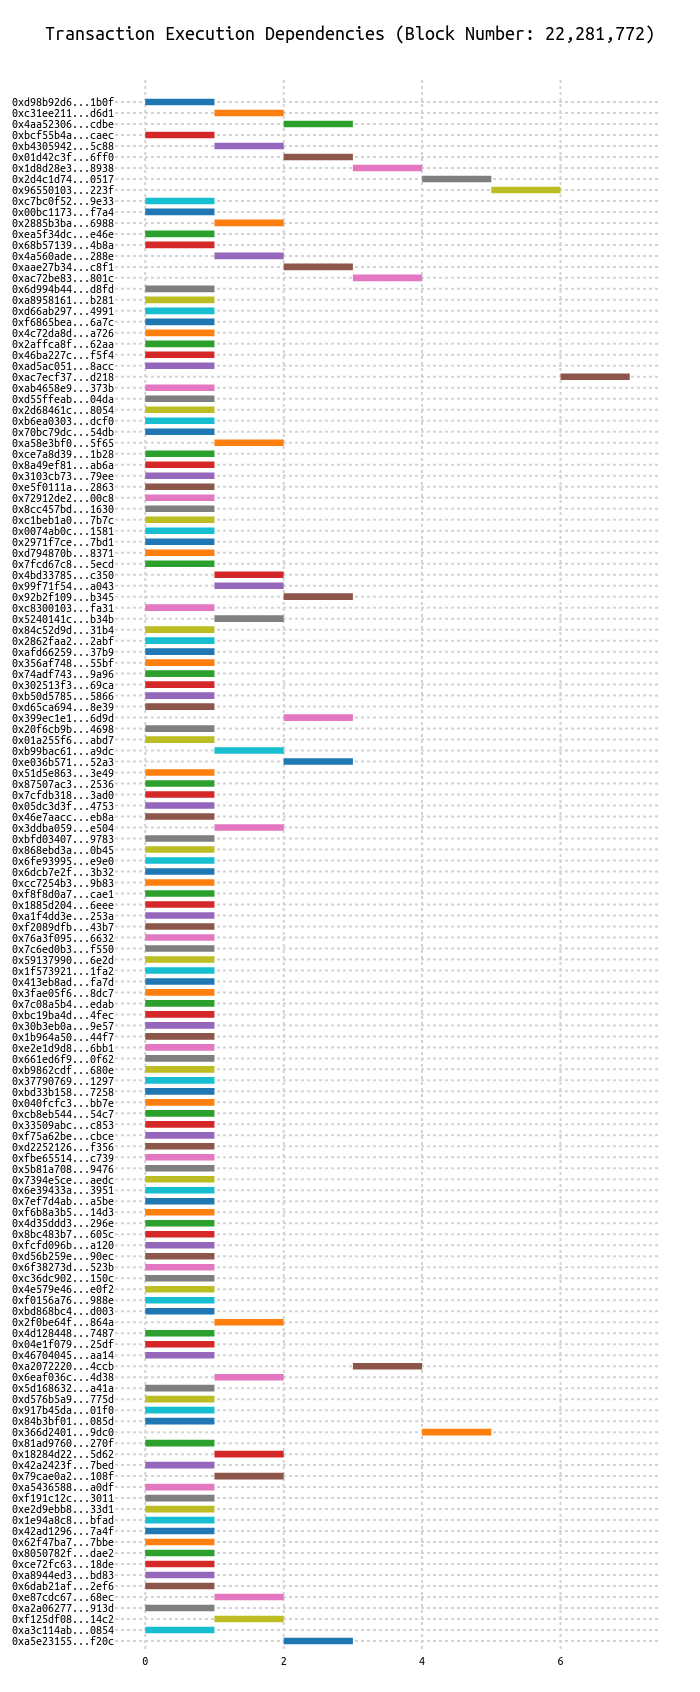 Transaction Execution Dependencies (Block Number: 22,281,772)
0xd98b92d6...1b0f
0xc31ee211...d6d1
0x4aa52306...cdbe
0xbcf55b4a...caec
0xb4305942...5c88
0x01d42c3f...6ff0
0x1d8d28e3...8938
0x2d4c1d74...0517
0x96550103...223f
0xc7bc0f52...9e33
0x00bc1173...f7a4
0x2885b3ba...6988
0xea5f34dc...e46e
0x68b57139...4b8a
0x4a560ade...288e
0xaae27b34...c8f1
0xac72be83...801c
0x6d994b44...d8fd
0xa8958161...b281
0xd66ab297...4991
0xf6865bea...6a7c
0x4c72da8d...a726
0x2affca8f...62aa
0x46ba227c...f5f4
0xad5ac051...8acc
0xac7ecf37...d218
0xab4658e9...373b
0xd55ffeab...04da
0x2d68461c...8054
0xb6ea0303...dcf0
0x70bc79dc...54db
0xa58e3bf0...5f65
0xce7a8d39...1b28
0x8a49ef81...ab6a
0x3103cb73...79ee
0xe5f0111a...2863
0x72912de2...00c8
0x8cc457bd...1630
0xc1beb1a0...7b7c
0x0074ab0c...1581
0x2971f7ce...7bd1
0xd794870b...8371
0x7fcd67c8...5ecd
0x4bd33785...c350
0x99f71f54...a043
0x92b2f109...b345
0xc8300103...fa31
0x5240141c...b34b
0x84c52d9d...31b4
0x2862faa2...2abf
0xafd66259...37b9
0x356af748...55bf
0x74adf743...9a96
0x302513f3...69ca
0xb50d5785...5866
0xd65ca694...8e39
0x399ec1e1...6d9d
0x20f6cb9b...4698
0x01a255f6...abd7
0xb99bac61...a9dc
0xe036b571...52a3
0x51d5e863...3e49
0x87507ac3...2536
0x7cfdb318...3ad0
0x05dc3d3f...4753
0x46e7aacc...eb8a
0x3ddba059...e504
0xbfd03407...9783
0x868ebd3a...0b45
0x6fe93995...e9e0
0x6dcb7e2f...3b32
0xcc7254b3...9b83
0xf8f8d0a7...cae1
0x1885d204...6eee
0xa1f4dd3e...253a
0xf2089dfb...43b7
0x76a3f095...6632
0x7c6ed0b3...f550
0x59137990...6e2d
0x1f573921...1fa2
0x413eb8ad...fa7d
0x3fae05f6...8dc7
0x7c08a5b4...edab
0xbc19ba4d...4fec
0x30b3eb0a...9e57
0x1b964a50...44f7
0xe2e1d9d8...6bb1
0x661ed6f9...0f62
0xb9862cdf...680e
0x37790769...1297
0xbd33b158...7258
0x040fcfc3...bb7e
0xcb8eb544...54c7
0x33509abc...c853
0xf75a62be...cbce
0xd2252126...f356
0xfbe65514...c739
0x5b81a708...9476
0x7394e5ce...aedc
0x6e39433a...3951
0x7ef7d4ab...a5be
0xf6b8a3b5...14d3
0x4d35ddd3...296e
0x8bc483b7...605c
0xfcfd096b...a120
0xd56b259e...90ec
0x6f38273d...523b
0xc36dc902...150c
0x4e579e46...e0f2
0xf0156a76...988e
0xbd868bc4...d003
0x2f0be64f...864a
0x4d128448...7487
0x04e1f079...25df
0x46704045...aa14
0xa2072220...4ccb
0x6eaf036c...4d38
0x5d168632...a41a
0xd576b5a9...775d
0x917b45da...01f0
0x84b3bf01...085d
0x366d2401...9dc0
0x81ad9760...270f
0x18284d22...5d62
0x42a2423f...7bed
0x79cae0a2...108f
0xa5436588...a0df
0xf191c12c...3011
0xe2d9ebb8...33d1
0x1e94a8c8...bfad
0x42ad1296...7a4f
0x62f47ba7...7bbe
0x8050782f...dae2
0xce72fc63...18de
0xa8944ed3...bd83
0x6dab21af...2ef6
0xe87cdc67...68ec
0xa2a06277...913d
0xf125df08...14c2
0xa3c114ab...0854
0xa5e23155...f20c
0 2 4 6